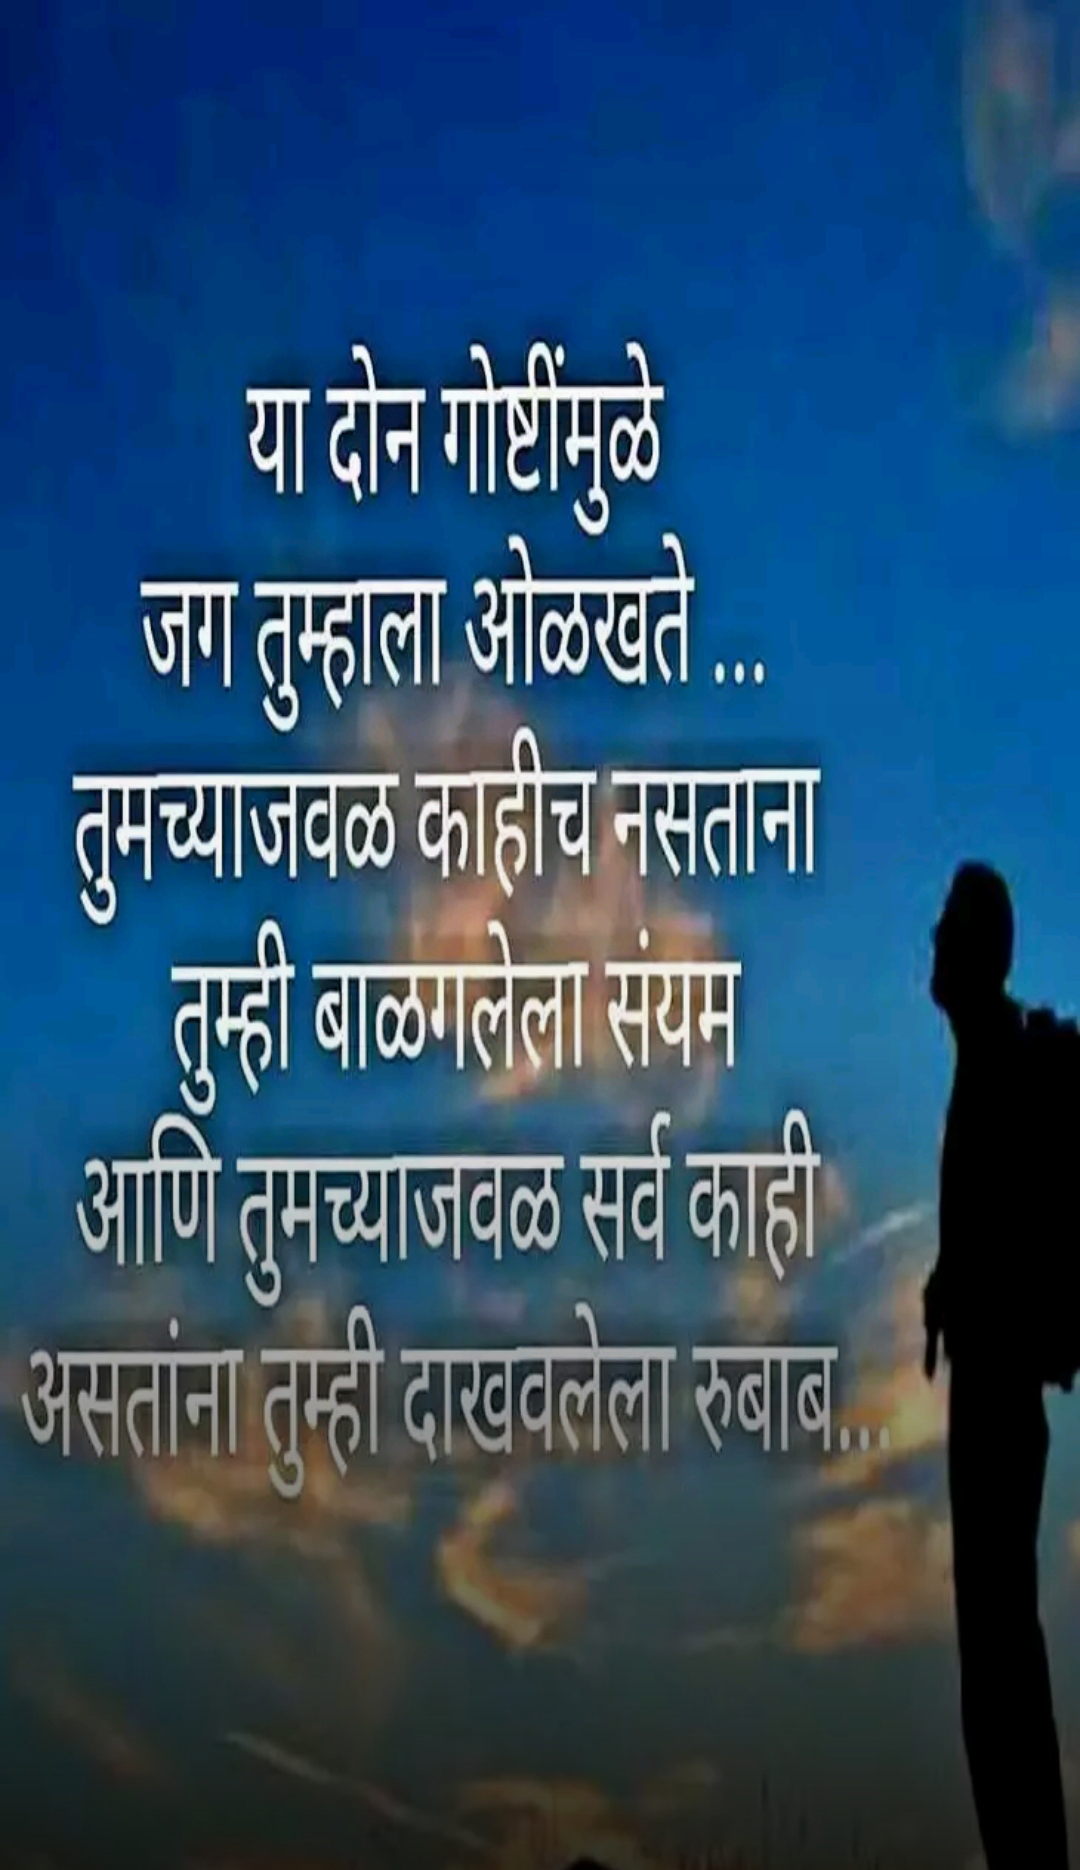 या दोन गोष्टींमुळे
जग तुम्हाला ओळखते ...
तुमच्याजवळ काहीच नसताना
तुम्ही बाळगलेला संयम
आणि तुमच्याजवळ सर्व काही
असतांना तुम्ही दाखवलेला रुबाब...